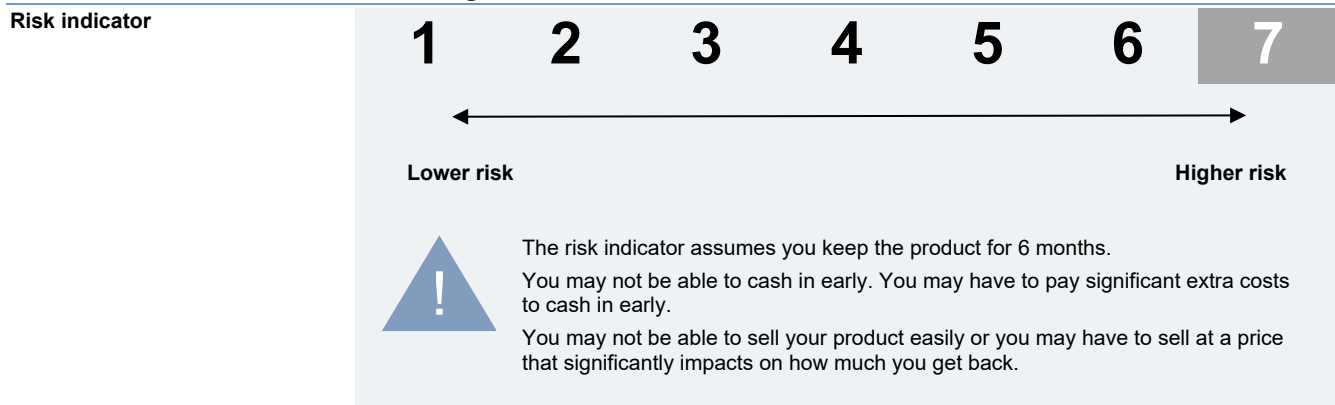 Risk indicator
1 2 3 4 5 6 7
Lower risk Higher risk
!
The risk indicator assumes you keep the product for 6 months.
You may not be able to cash in early. You may have to pay significant extra costs
to cash in early.
You may not be able to sell your product easily or you may have to sell at a price
that significantly impacts on how much you get back.